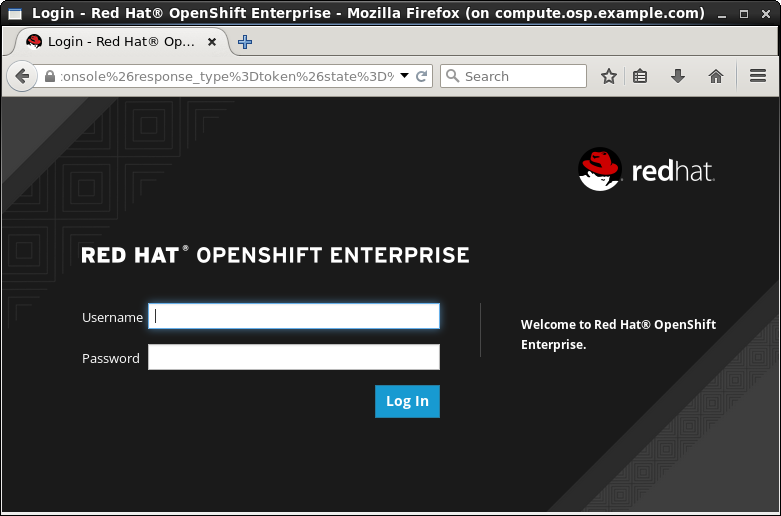 Login - Red Hat® OpenShift Enterprise - Mozilla Firefox (on compute.osp.example.com)
Login - Red Hat® Op...
console%26response_type%3Dtoken%26state%3D%
Search
redhat.
RED HAT® OPENSHIFT ENTERPRISE
Username
Welcome to Red Hat® OpenShift
Enterprise.
Password
Log In